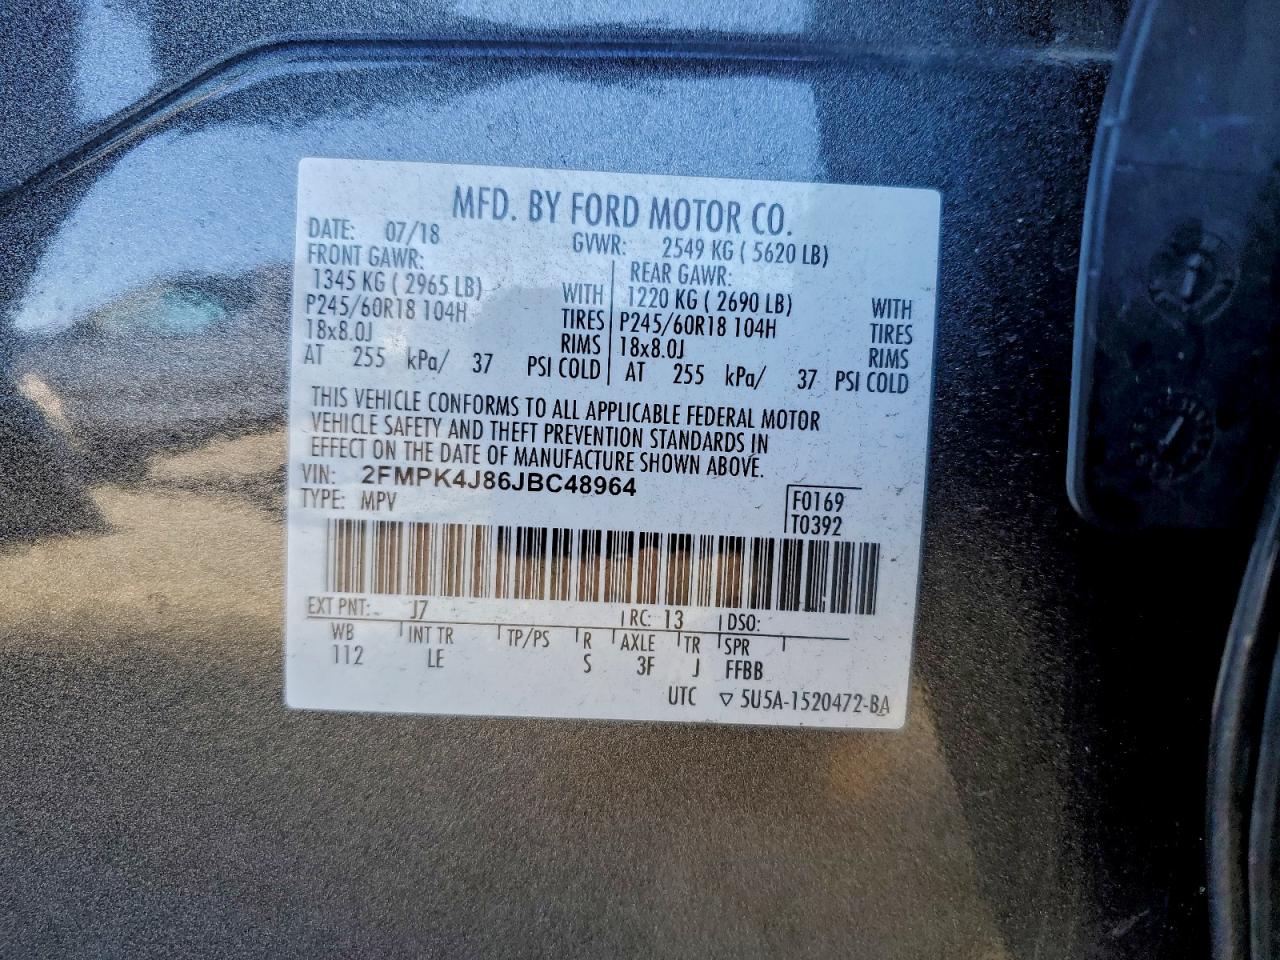 MFD. BY FORD MOTOR CO.
DATE: 07/18 GVWR: 2549 KG ( 5620 LB)
FRONT GAWR: REAR GAWR:
1345 KG ( 2965 LB) WITH 1220 KG ( 2690 LB) WITH
P245/60R18 104H TIRES P245/60R18 104H TIRES
18x8.0J RIMS 18x8.0J RIMS
AT 255 kPa/ 37 PSI COLD AT 255 kPa/ 37 PSI COLD
THIS VEHICLE CONFORMS TO ALL APPLICABLE FEDERAL MOTOR
VEHICLE SAFETY AND THEFT PREVENTION STANDARDS IN
EFFECT ON THE DATE OF MANUFACTURE SHOWN ABOVE.
VIN: 2FMPK4J86JBC48964
TYPE: MPV F0169
T0392
EXT PNT: J7 RC: 13 DSO:
WB INT TR TP/PS R AXLE TR SPR
112 LE S 3F J FFBB
UTC ▽ 5U5A-1520472-BA